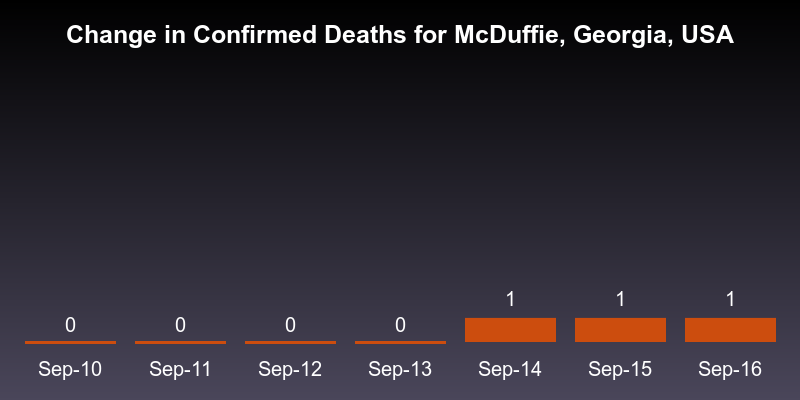 Change in Confirmed Deaths for McDuffie, Georgia, USA
0 0 0 0 1 1 1
Sep-10 Sep-11 Sep-12 Sep-13 Sep-14 Sep-15 Sep-16